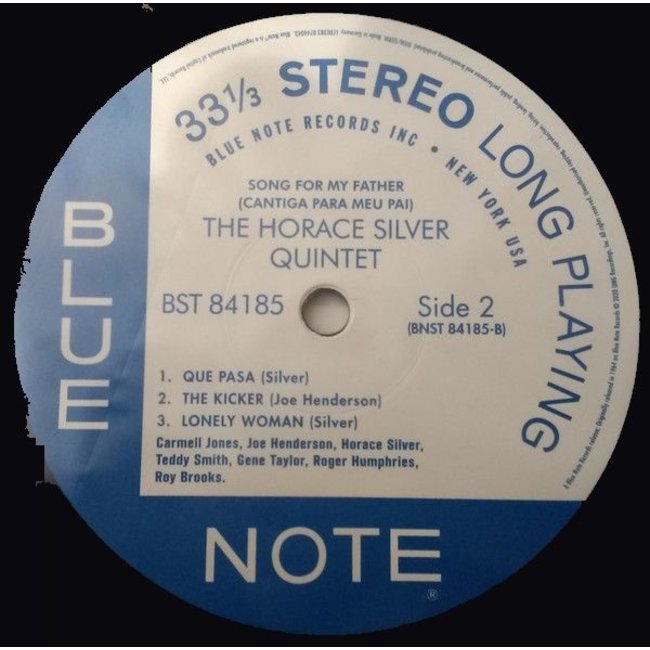 33⅓ STEREO LONG PLAYING
BLUE NOTE RECORDS INC • NEW YORK USA
SONG FOR MY FATHER
(CANTIGA PARA MEU PAI)
THE HORACE SILVER
QUINTET
BST 84185
Side 2
(BNST 84185-B)
1. QUE PASA (Silver)
2. THE KICKER (Joe Henderson)
3. LONELY WOMAN (Silver)
Carmell Jones, Joe Henderson, Horace Silver,
Teddy Smith, Gene Taylor, Roger Humphries,
Roy Brooks.
BLUE
NOTE
®